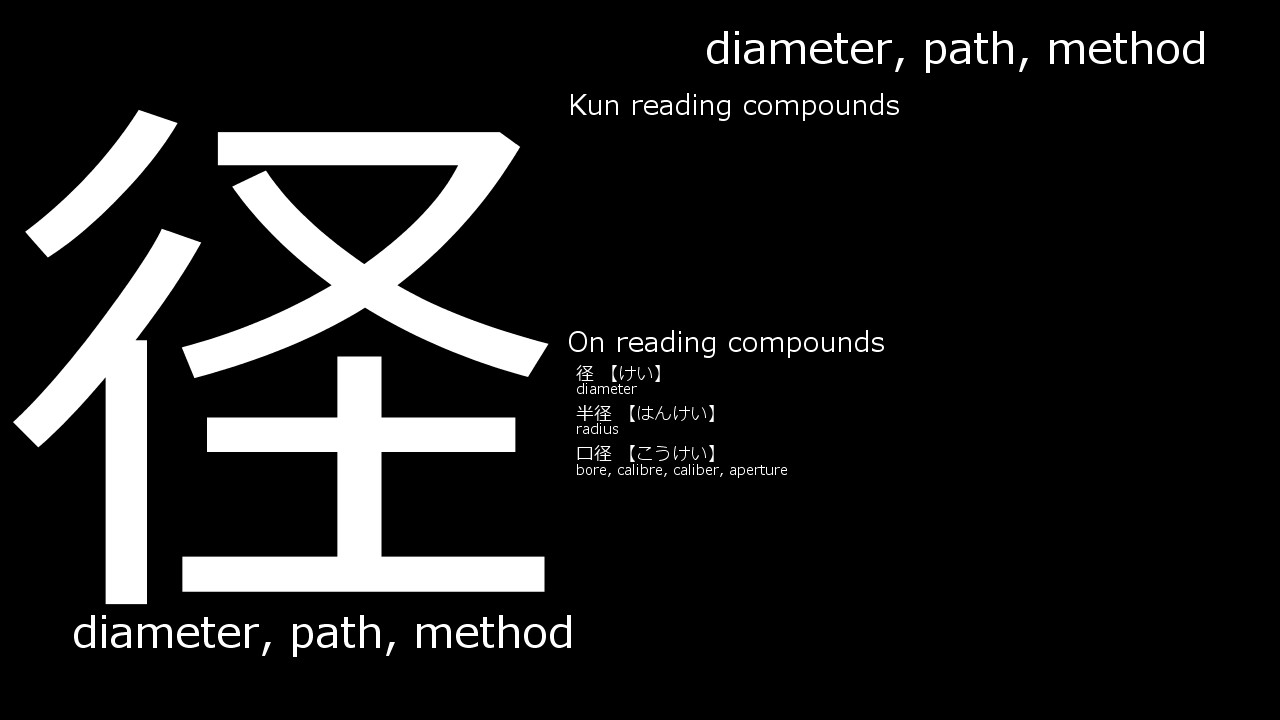 diameter, path, method
径
Kun reading compounds
On reading compounds
径 【けい】
diameter
半径 【はんけい】
radius
口径 【こうけい】
bore, calibre, caliber, aperture
diameter, path, method